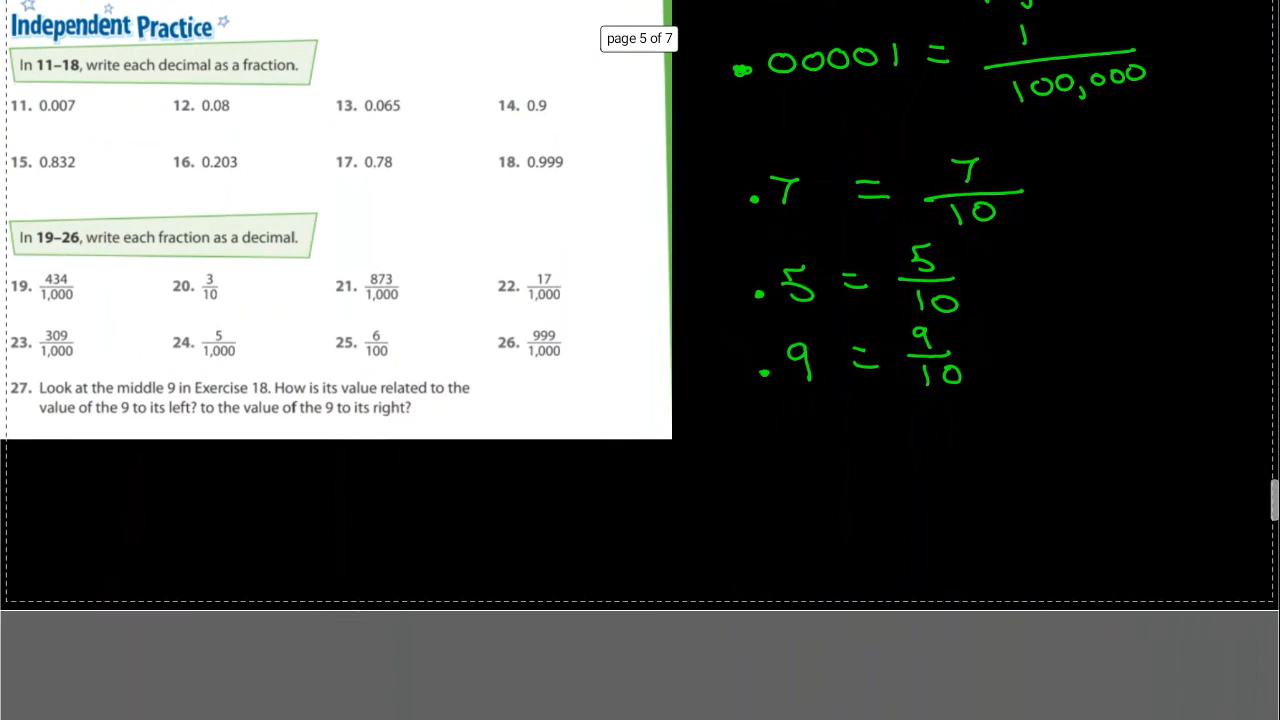 Independent Practice
In 11–18, write each decimal as a fraction.
11. 0.007 12. 0.08 13. 0.065 14. 0.9
15. 0.832 16. 0.203 17. 0.78 18. 0.999
In 19–26, write each fraction as a decimal.
19. 434/1,000 20. 3/10 21. 873/1,000 22. 17/1,000
23. 309/1,000 24. 5/1,000 25. 6/100 26. 999/1,000
27. Look at the middle 9 in Exercise 18. How is its value related to the
value of the 9 to its left? to the value of the 9 to its right?
page 5 of 7
.00001 = 1/100,000
.7 = 7/10
.5 = 5/10
.9 = 9/10